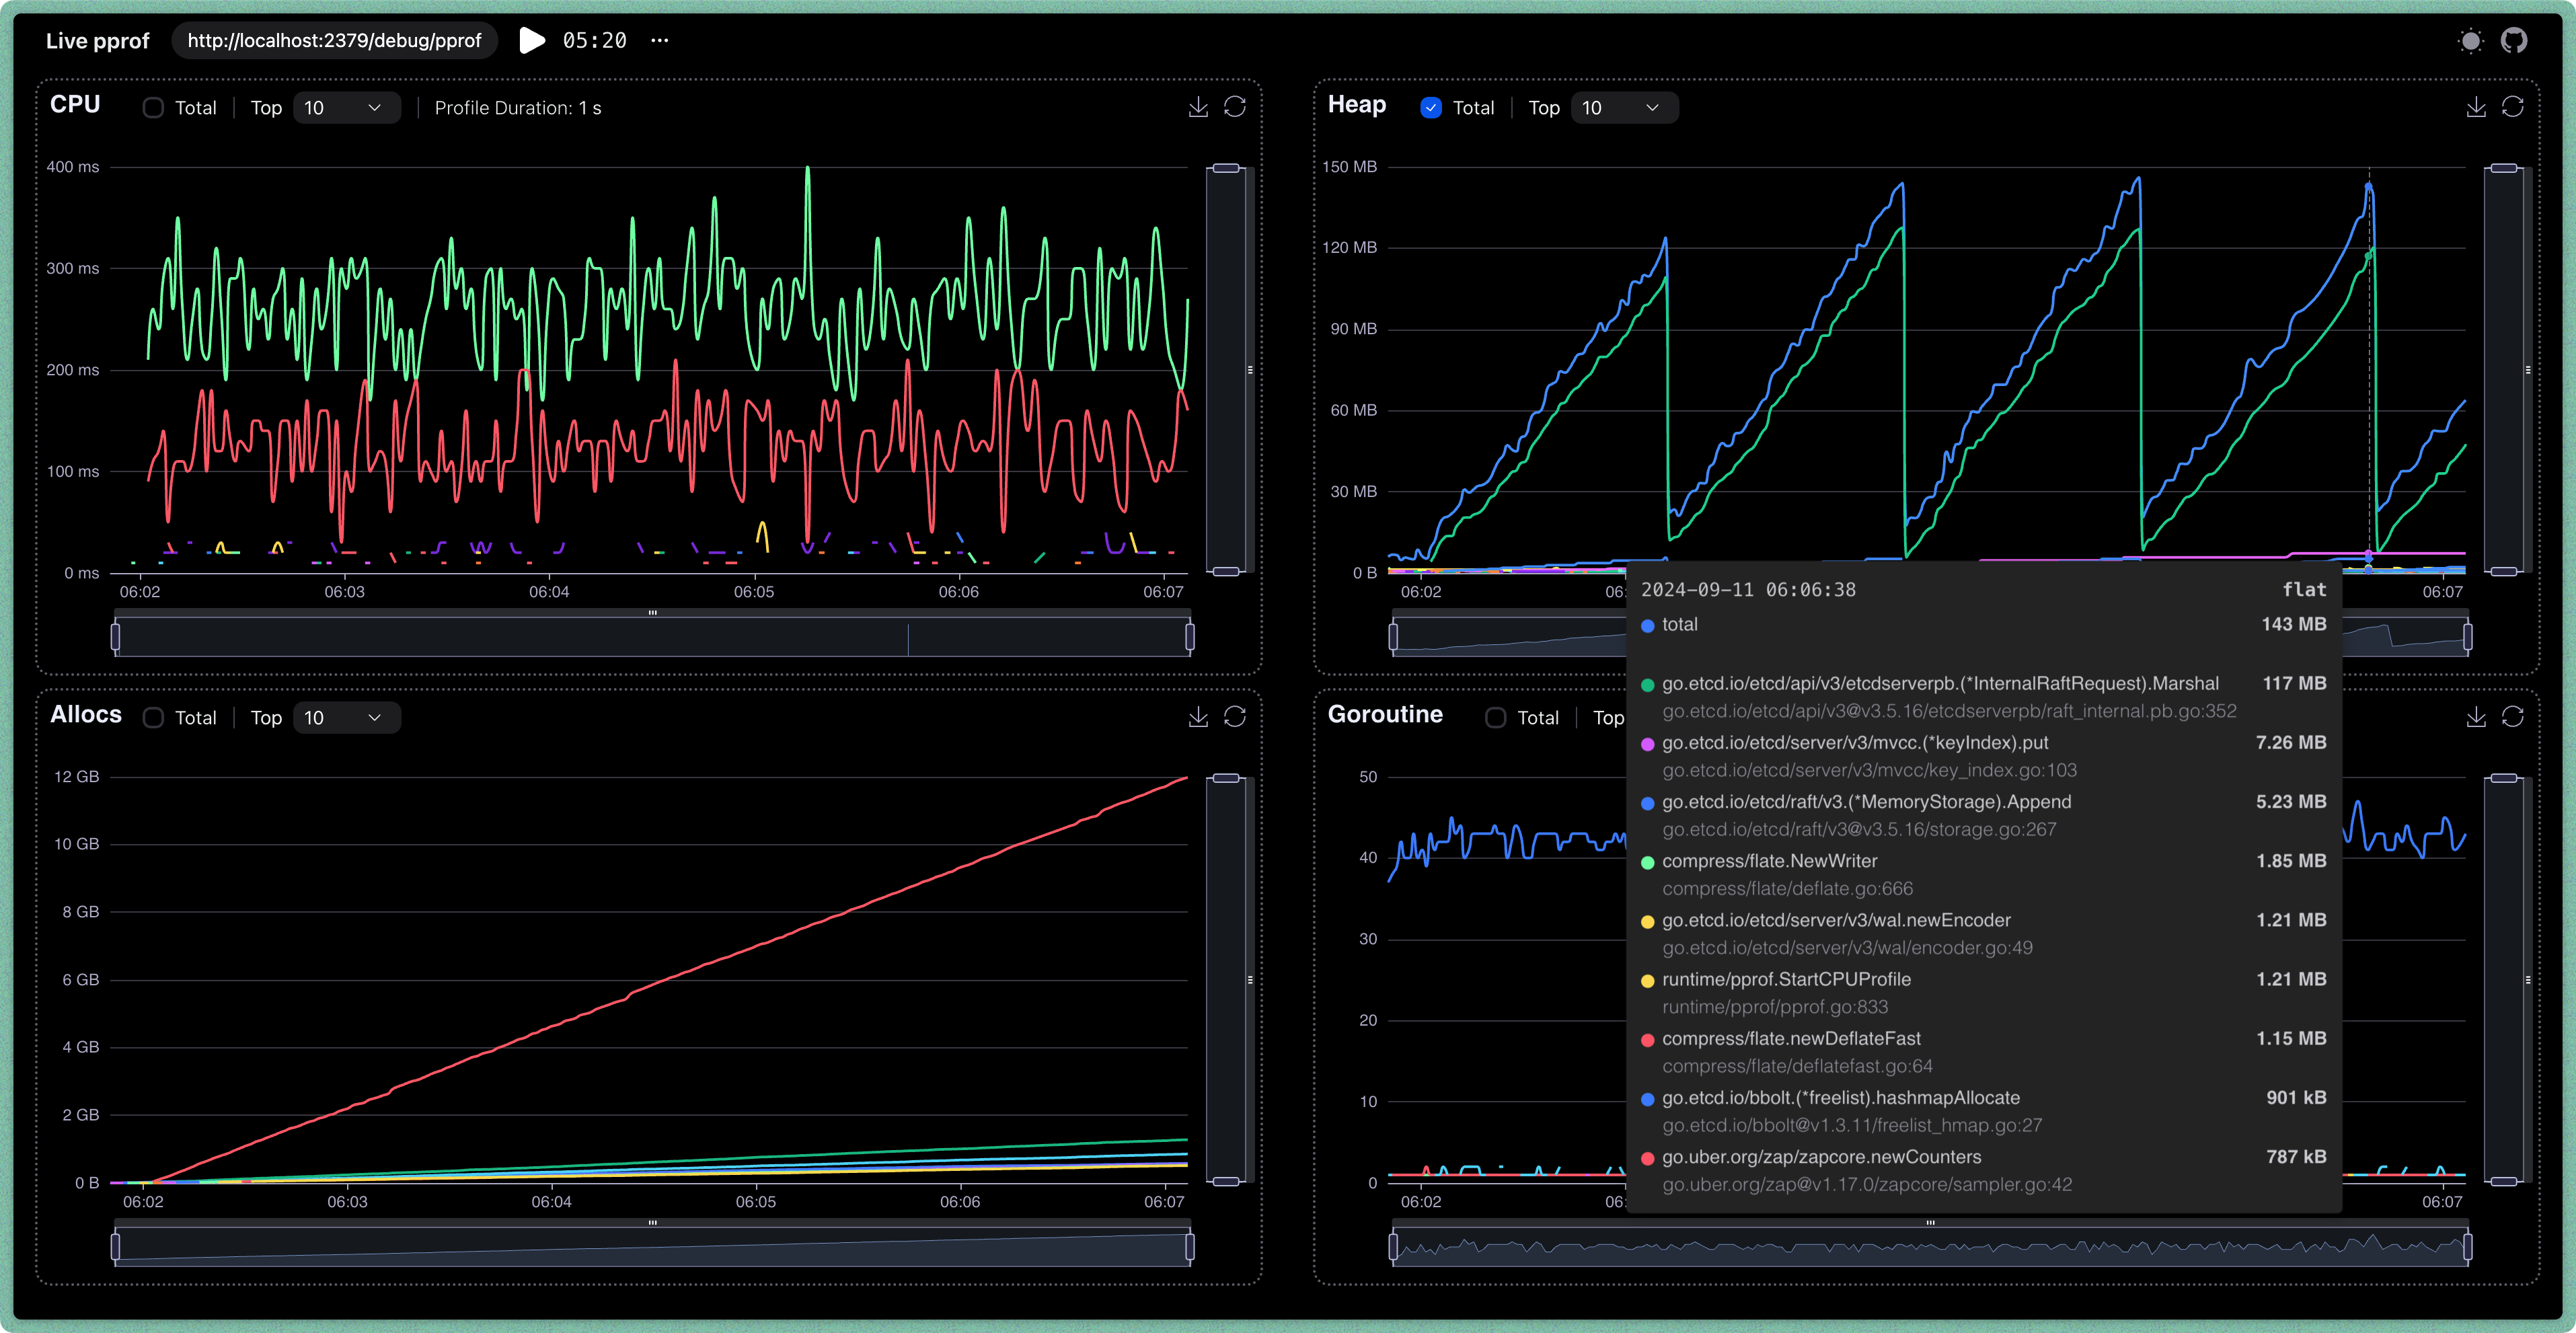 Live pprof http://localhost:2379/debug/pprof 05:20 ···
CPU Total Top 10 Profile Duration: 1 s
400 ms
300 ms
200 ms
100 ms
0 ms
06:02 06:03 06:04 06:05 06:06 06:07
Heap Total Top 10
150 MB
120 MB
90 MB
60 MB
30 MB
0 B
06:02 06: 06:07
2024-09-11 06:06:38 flat
total 143 MB
go.etcd.io/etcd/api/v3/etcdserverpb.(*InternalRaftRequest).Marshal 117 MB
go.etcd.io/etcd/api/v3@v3.5.16/etcdserverpb/raft_internal.pb.go:352
go.etcd.io/etcd/server/v3/mvcc.(*keyIndex).put 7.26 MB
go.etcd.io/etcd/server/v3/mvcc/key_index.go:103
go.etcd.io/etcd/raft/v3.(*MemoryStorage).Append 5.23 MB
go.etcd.io/etcd/raft/v3@v3.5.16/storage.go:267
compress/flate.NewWriter 1.85 MB
compress/flate/deflate.go:666
go.etcd.io/etcd/server/v3/wal.newEncoder 1.21 MB
go.etcd.io/etcd/server/v3/wal/encoder.go:49
runtime/pprof.StartCPUProfile 1.21 MB
runtime/pprof/pprof.go:833
compress/flate.newDeflateFast 1.15 MB
compress/flate/deflatefast.go:64
go.etcd.io/bbolt.(*freelist).hashmapAllocate 901 kB
go.etcd.io/bbolt@v1.3.11/freelist_hmap.go:27
go.uber.org/zap/zapcore.newCounters 787 kB
go.uber.org/zap@v1.17.0/zapcore/sampler.go:42
Allocs Total Top 10
12 GB
10 GB
8 GB
6 GB
4 GB
2 GB
0 B
06:02 06:03 06:04 06:05 06:06 06:07
Goroutine Total Top
50
40
30
20
10
0
06:02 06: 06:07